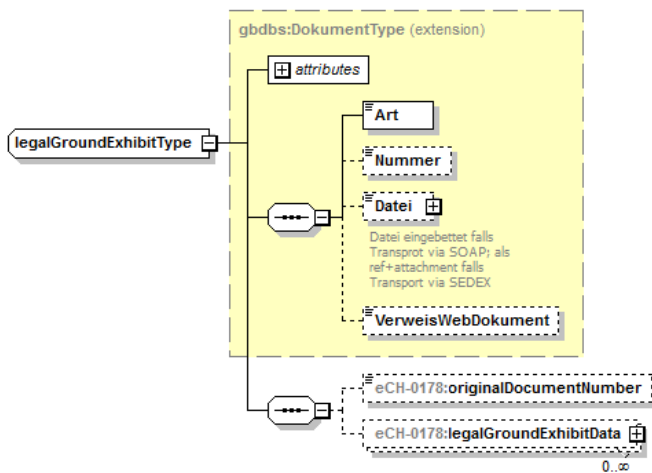 gbdbs:DokumentType (extension)
attributes
legalGroundExhibitType
Art
Nummer
Datei
Datei eingebettet falls
Transprot via SOAP; als
ref+attachment falls
Transport via SEDEX
VerweisWebDokument
eCH-0178:originalDocumentNumber
eCH-0178:legalGroundExhibitData
0..∞